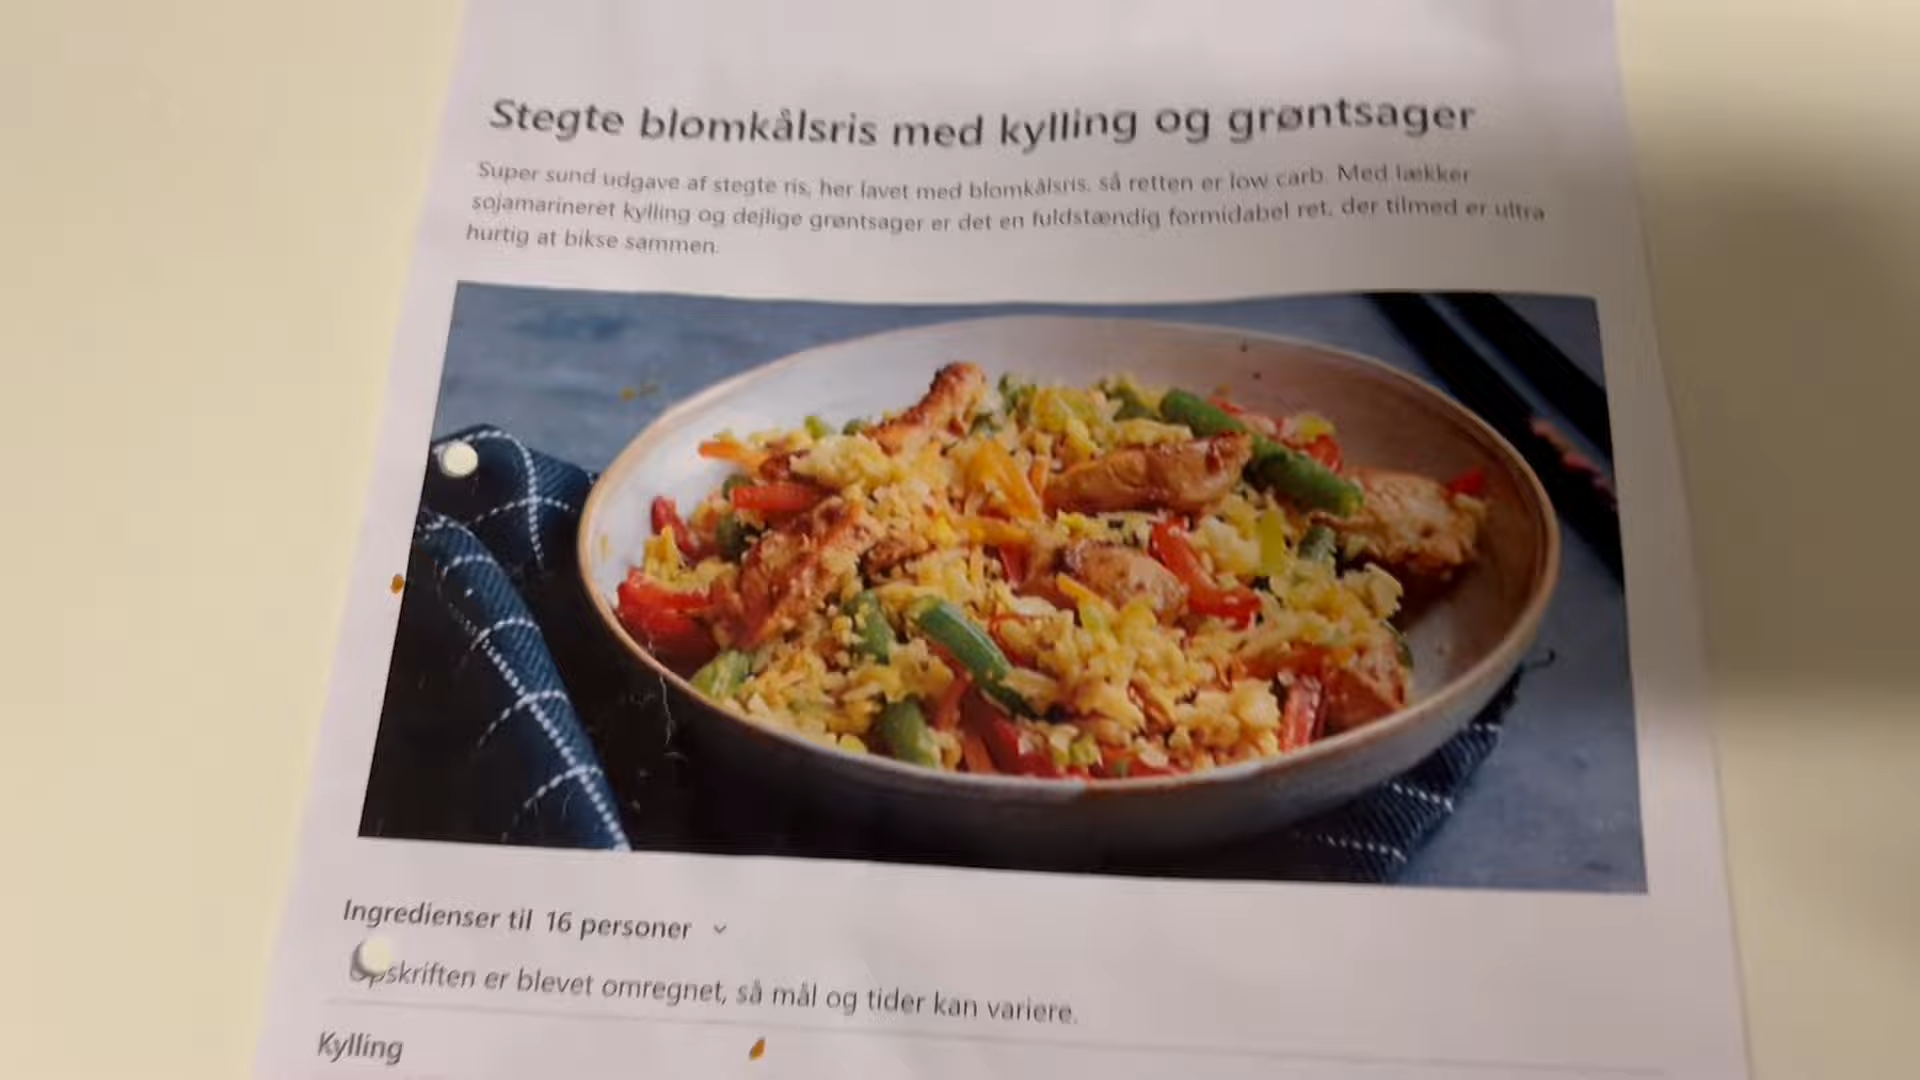 Stegte blomkålsris med kylling og grøntsager
Super sund udgave af stegte ris, her lavet med blomkålsris, så retten er low carb. Med lækker
sojamarineret kylling og dejlige grøntsager er det en fuldstændig formidabel ret, der tilmed er ultra
hurtig at bikse sammen.
Ingredienser til 16 personer
Opskriften er blevet omregnet, så mål og tider kan variere.
Kylling